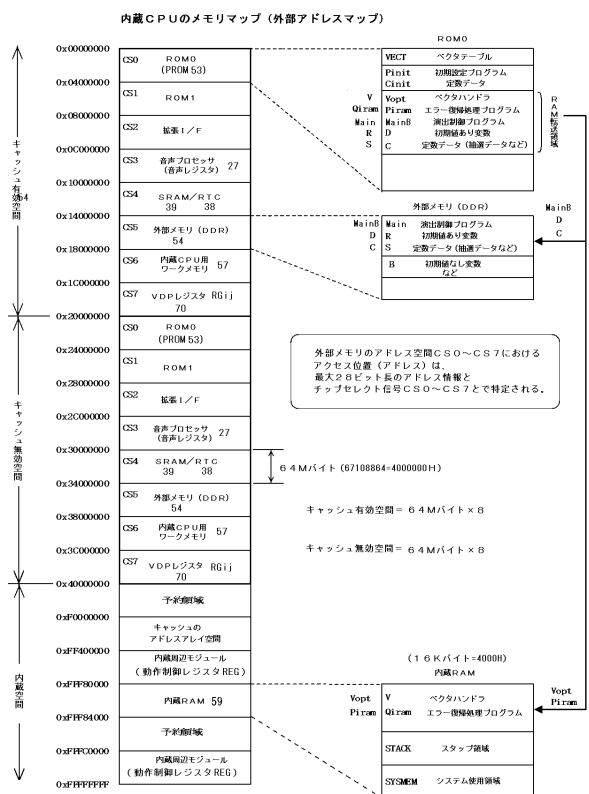 内蔵ＣＰＵのメモリマップ（外部アドレスマップ）
0x00000000
CS0 ROM0
(PROM53)
0x04000000
CS1
ROM1
0x08000000
CS2
拡張Ｉ／Ｆ
0x0C000000
CS3 音声プロセッサ
(音声レジスタ) 27
0x10000000
CS4 SRAM／RTC
39 38
0x14000000
CS5 外部メモリ（DDR）
54
0x18000000
CS6 内蔵ＣＰＵ用
ワークメモリ 57
0x1C000000
CS7 VDPレジスタ RGij
70
0x20000000
CS0 ROM0
(PROM53)
0x24000000
CS1
ROM1
0x28000000
CS2
拡張Ｉ／Ｆ
0x2C000000
CS3 音声プロセッサ
(音声レジスタ) 27
0x30000000
CS4 SRAM／RTC
39 38
0x34000000
CS5 外部メモリ（DDR）
54
0x38000000
CS6 内蔵ＣＰＵ用
ワークメモリ 57
0x3C000000
CS7 VDPレジスタ RGij
70
0x40000000
予約領域
0xF0000000
キャッシュの
アドレスアレイ空間
0xFF400000
内蔵周辺モジュール
（動作制御レジスタREG）
0xFFF80000
内蔵RAM 59
0xFFF84000
予約領域
0xFFFC0000
内蔵周辺モジュール
（動作制御レジスタREG）
0xFFFFFFFF
キャッシュ有効空間
54
キャッシュ無効空間
内蔵空間
ROM0
VECT ベクタテーブル
Pinit 初期設定プログラム
Cinit 定数データ
V Vopt ベクタハンドラ
Qiram Piram エラー復帰処理プログラム
Main MainB 演出制御プログラム
R D 初期値あり変数
S C 定数データ（抽選データなど）
RAM転送領域
外部メモリ（DDR）
MainB Main 演出制御プログラム
D R 初期値あり変数
C S 定数データ（抽選データなど）
B 初期値なし変数
など
MainB
D
C
外部メモリのアドレス空間ＣＳ０～ＣＳ７における
アクセス位置（アドレス）は、
最大２８ビット長のアドレス情報と
チップセレクト信号ＣＳ０～ＣＳ７とで特定される。
６４Ｍバイト（67108864=4000000Ｈ）
キャッシュ有効空間＝ ６４Ｍバイト×８
キャッシュ無効空間＝ ６４Ｍバイト×８
（１６Ｋバイト=4000H）
内蔵RAM
Vopt V ベクタハンドラ
Piram Qiram エラー復帰処理プログラム
STACK スタップ領域
SYSMEM システム使用領域
Vopt
Piram